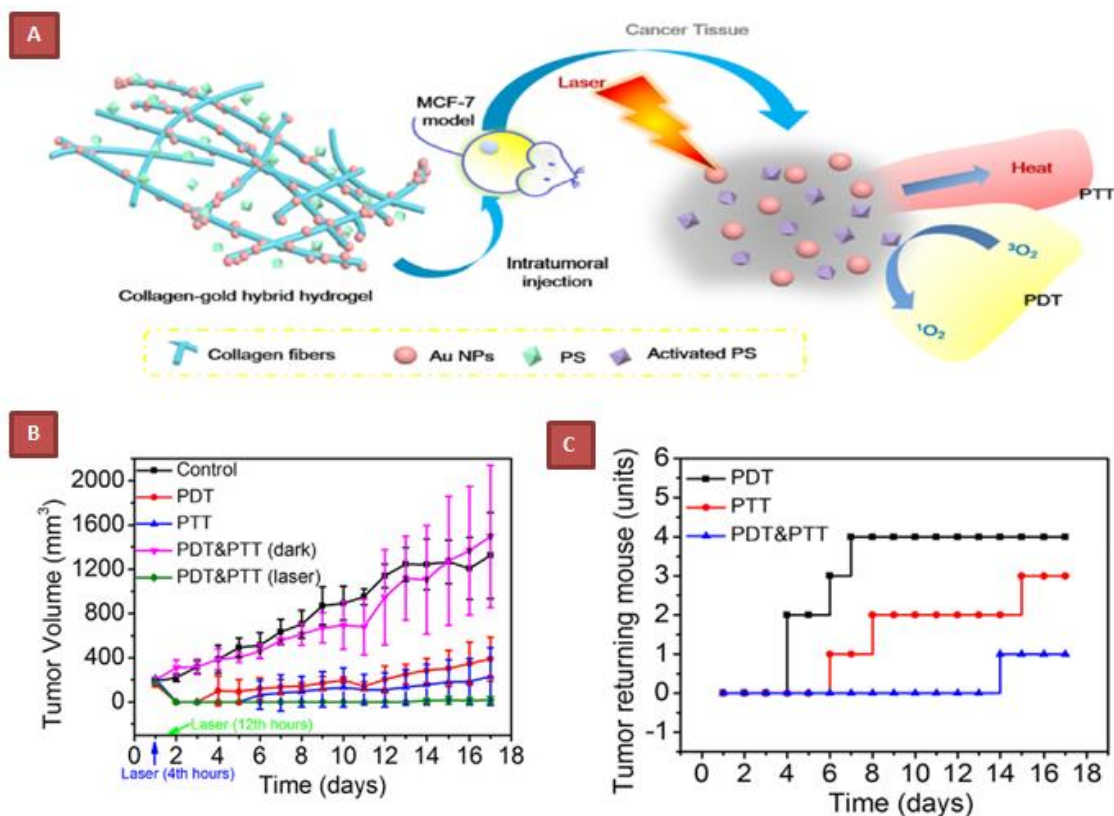 A
Cancer Tissue
Laser
MCF-7
model
Heat
PTT
³O₂
Intratumoral
injection
PDT
Collagen-gold hybrid hydrogel
¹O₂
Collagen fibers Au NPs PS Activated PS
B
2000
1600
1200
800
400
0
Tumor Volume (mm³)
Control
PDT
PTT
PDT&PTT (dark)
PDT&PTT (laser)
Laser (12th hours)
0 2 4 6 8 10 12 14 16 18
Laser (4th hours)
Time (days)
C
6
5
4
3
2
1
0
-1
Tumor returning mouse (units)
PDT
PTT
PDT&PTT
0 2 4 6 8 10 12 14 16 18
Time (days)